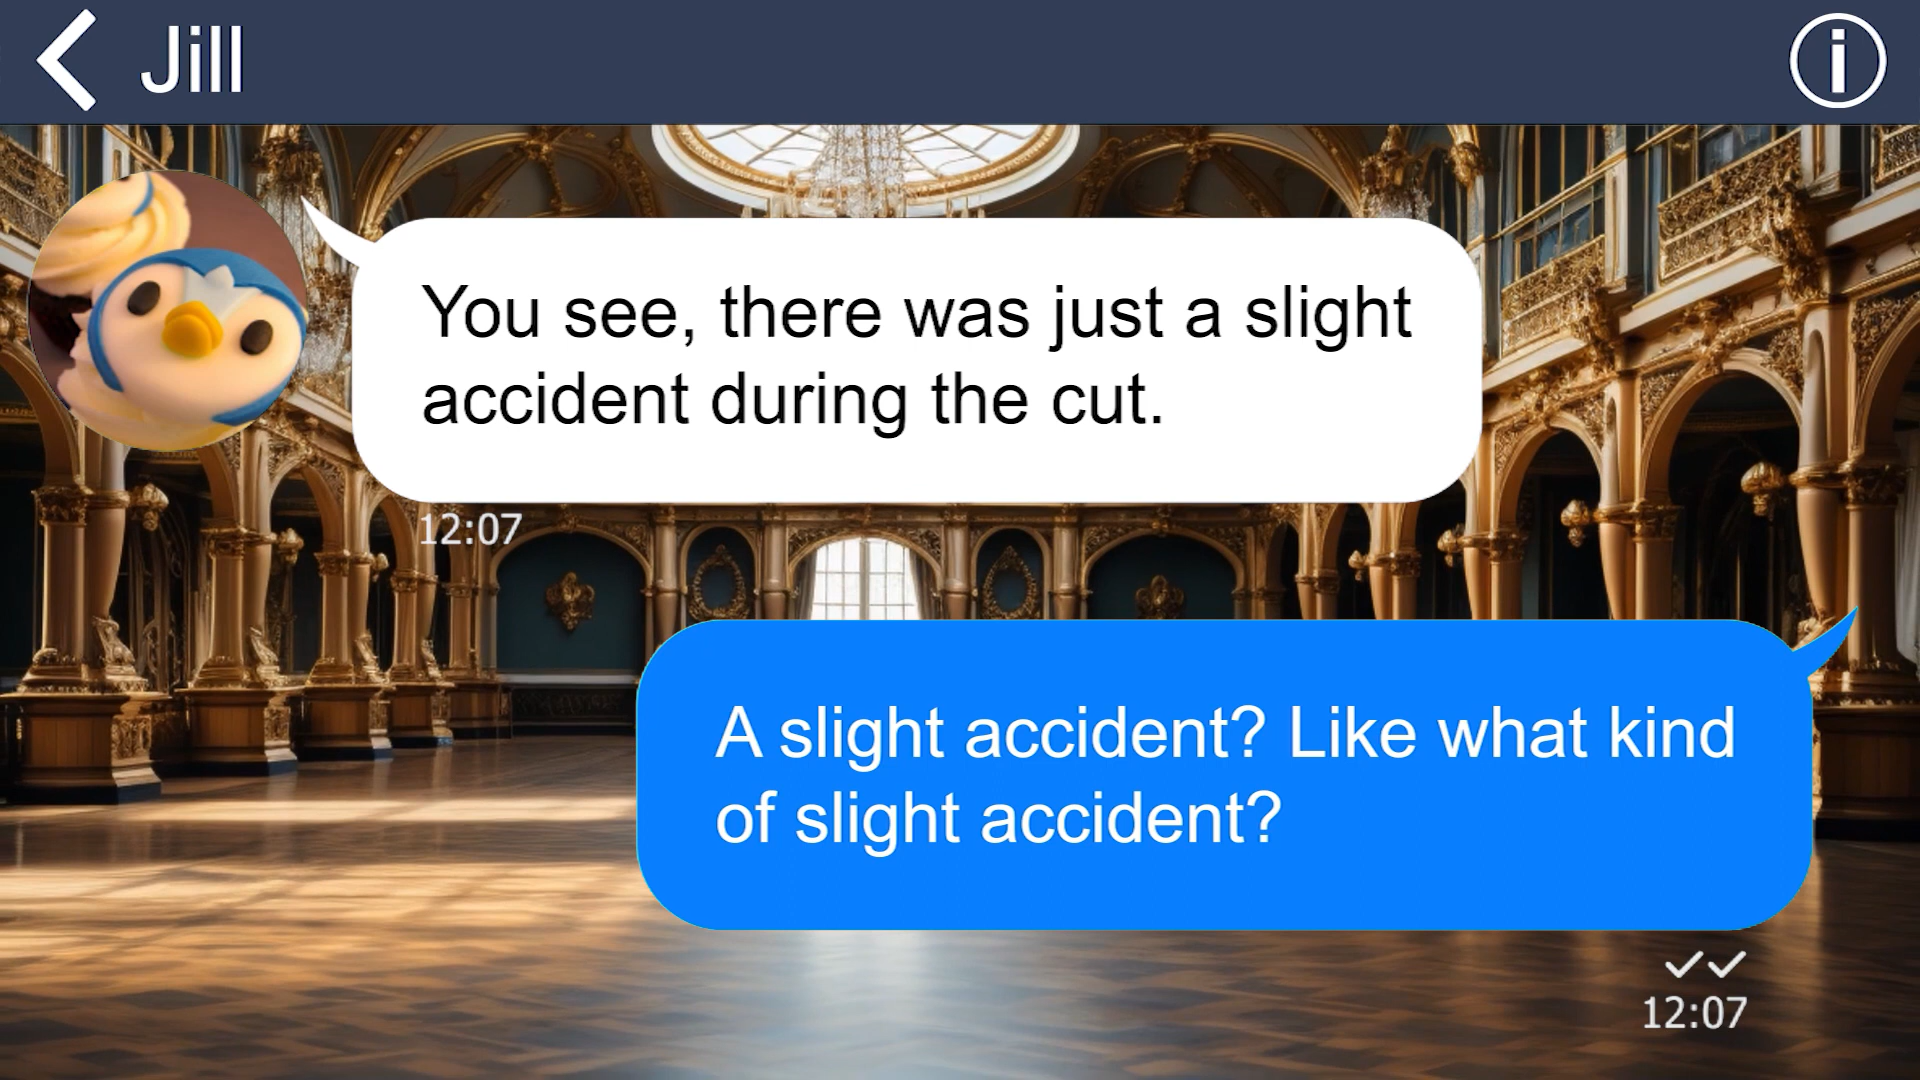 Jill
You see, there was just a slight
accident during the cut.
12:07
A slight accident? Like what kind
of slight accident?
12:07